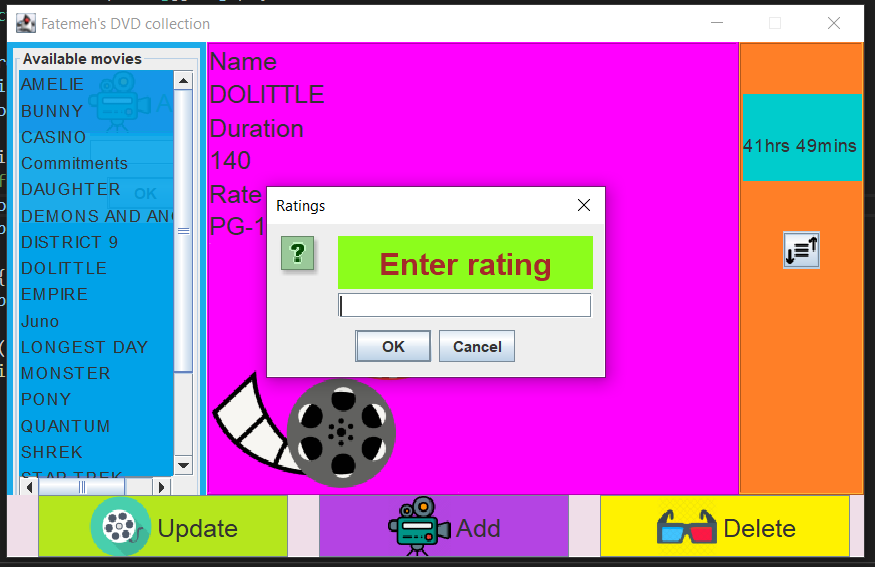 Fatemeh's DVD collection
Available movies
AMELIE
BUNNY
CASINO
Commitments
DAUGHTER
DEMONS AND AN
DISTRICT 9
DOLITTLE
EMPIRE
Juno
LONGEST DAY
MONSTER
PONY
QUANTUM
SHREK
STAR TREK
OK
Name
DOLITTLE
Duration
140
Rate
PG-1
41hrs 49mins
Ratings
Enter rating
OK
Cancel
Update
Add
Delete